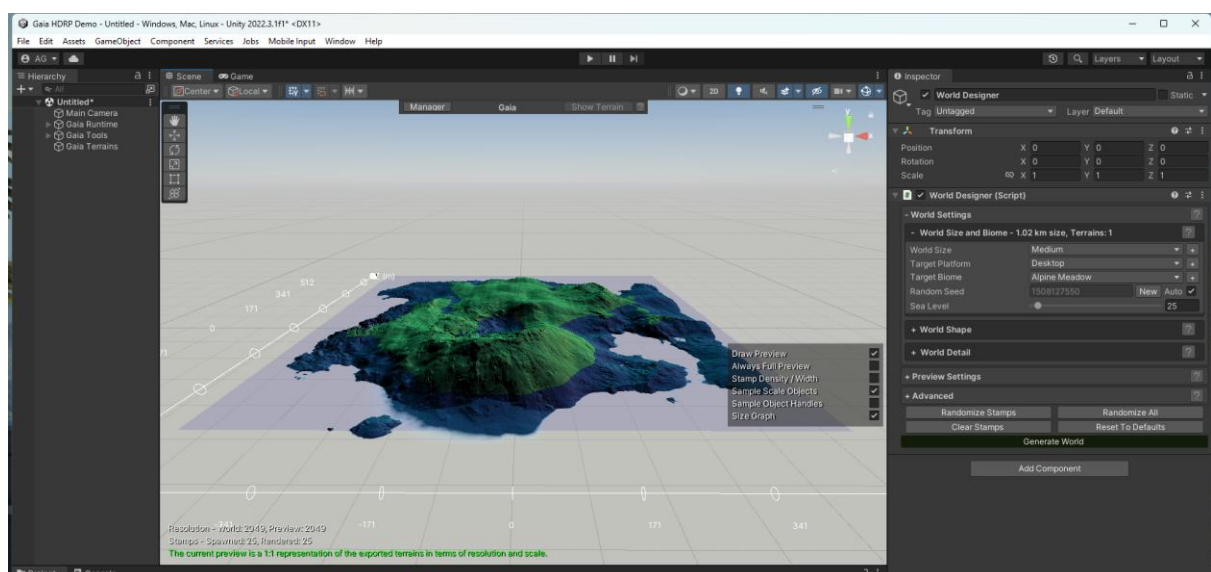 Gaia HDRP Demo - Untitled - Windows, Mac, Linux - Unity 2022.3.1f1* <DX11>
File Edit Assets GameObject Component Services Jobs Mobile Input Window Help
AG
Layers Layout
Hierarchy
All
Untitled*
Main Camera
Gaia Runtime
Gaia Tools
Gaia Terrains
Scene Game
Center Local
2D
Manager Gaia Show Terrain ?
y
x
512
341
171
0
Draw Preview
Always Full Preview
Stamp Density / Width
Sample Scale Objects
Sample Object Handles
Size Graph
-341 -171 0 171 341
Resolution - World: 2049, Preview: 2049
Stamps - Spawned: 25, Rendered: 25
The current preview is a 1:1 representation of the exported terrains in terms of resolution and scale.
Inspector
World Designer Static
Tag Untagged Layer Default
Transform
Position X 0 Y 0 Z 0
Rotation X 0 Y 0 Z 0
Scale X 1 Y 1 Z 1
World Designer (Script)
- World Settings ?
- World Size and Biome - 1.02 km size, Terrains: 1 ?
World Size Medium +
Target Platform Desktop +
Target Biome Alpine Meadow +
Random Seed 1508127550 New Auto
Sea Level 25
+ World Shape ?
+ World Detail ?
+ Preview Settings ?
+ Advanced ?
Randomize Stamps Randomize All
Clear Stamps Reset To Defaults
Generate World
Add Component